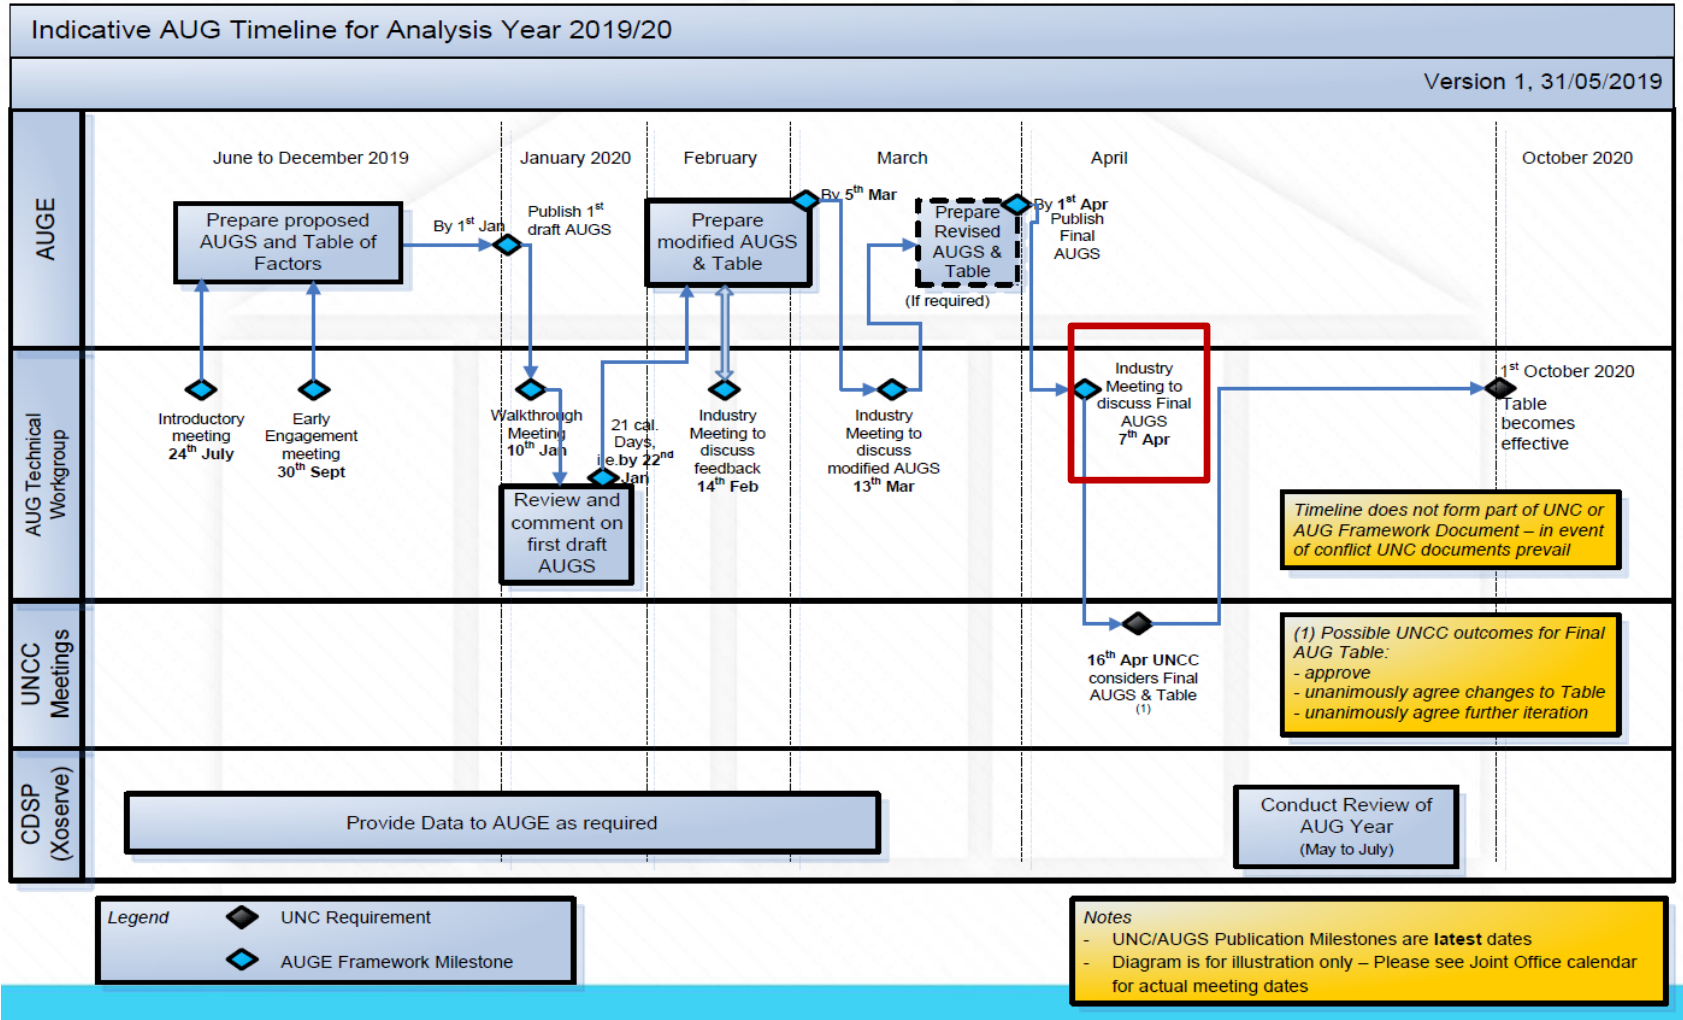 Indicative AUG Timeline for Analysis Year 2019/20
Version 1, 31/05/2019
AUGE
June to December 2019
January 2020
February
March
April
October 2020
Prepare proposed
AUGS and Table of
Factors
By 1st Jan
Publish 1st
draft AUGS
Prepare
modified AUGS
& Table
By 5th Mar
Prepare
Revised
AUGS &
Table
(If required)
By 1st Apr
Publish
Final
AUGS
AUG Technical
Workgroup
Introductory
meeting
24th July
Early
Engagement
meeting
30th Sept
Walkthrough
Meeting
10th Jan
21 cal.
Days,
i.e.by 22nd
Jan
Review and
comment on
first draft
AUGS
Industry
Meeting to
discuss
feedback
14th Feb
Industry
Meeting to
discuss
modified AUGS
13th Mar
Industry
Meeting to
discuss Final
AUGS
7th Apr
1st October 2020
Table
becomes
effective
Timeline does not form part of UNC or
AUG Framework Document – in event
of conflict UNC documents prevail
UNCC
Meetings
16th Apr UNCC
considers Final
AUGS & Table
(1)
(1) Possible UNCC outcomes for Final
AUG Table:
- approve
- unanimously agree changes to Table
- unanimously agree further iteration
CDSP
(Xoserve)
Provide Data to AUGE as required
Conduct Review of
AUG Year
(May to July)
Legend
UNC Requirement
AUGE Framework Milestone
Notes
- UNC/AUGS Publication Milestones are latest dates
- Diagram is for illustration only – Please see Joint Office calendar
for actual meeting dates